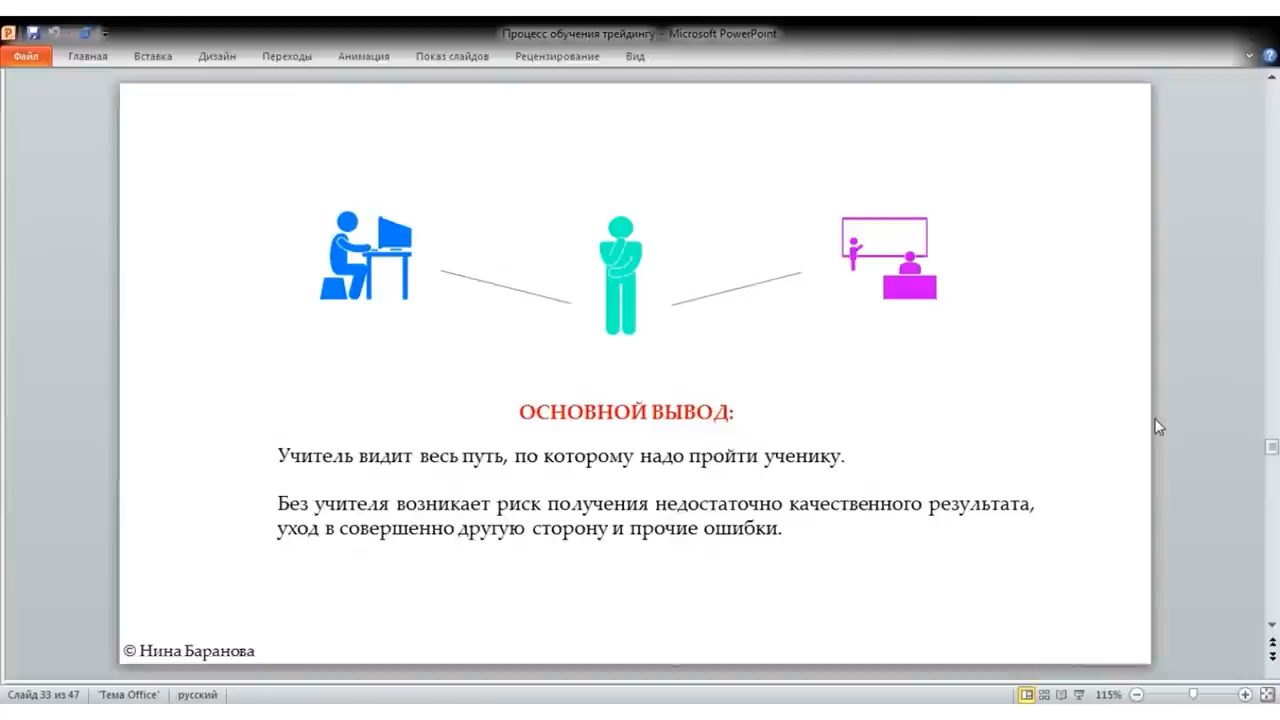 Процесс обучения трейдингу - Microsoft PowerPoint
Файл Главная Вставка Дизайн Переходы Анимация Показ слайдов Рецензирование Вид
ОСНОВНОЙ ВЫВОД:
Учитель видит весь путь, по которому надо пройти ученику.
Без учителя возникает риск получения недостаточно качественного результата,
уход в совершенно другую сторону и прочие ошибки.
© Нина Баранова
Слайд 33 из 47 "Тема Office" русский 115%